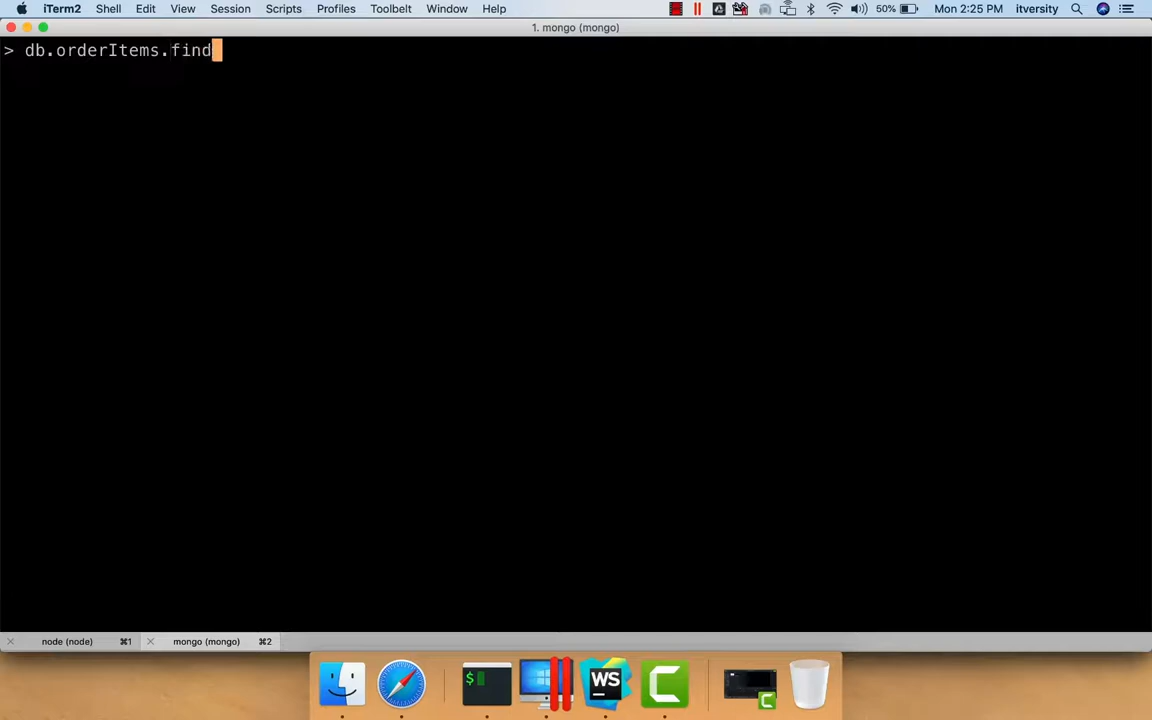 iTerm2 Shell Edit View Session Scripts Profiles Toolbelt Window Help 50% Mon 2:25 PM itversity
1. mongo (mongo)
> db.orderItems.find
node (node) ⌘1 mongo (mongo) ⌘2
$ WS C
C